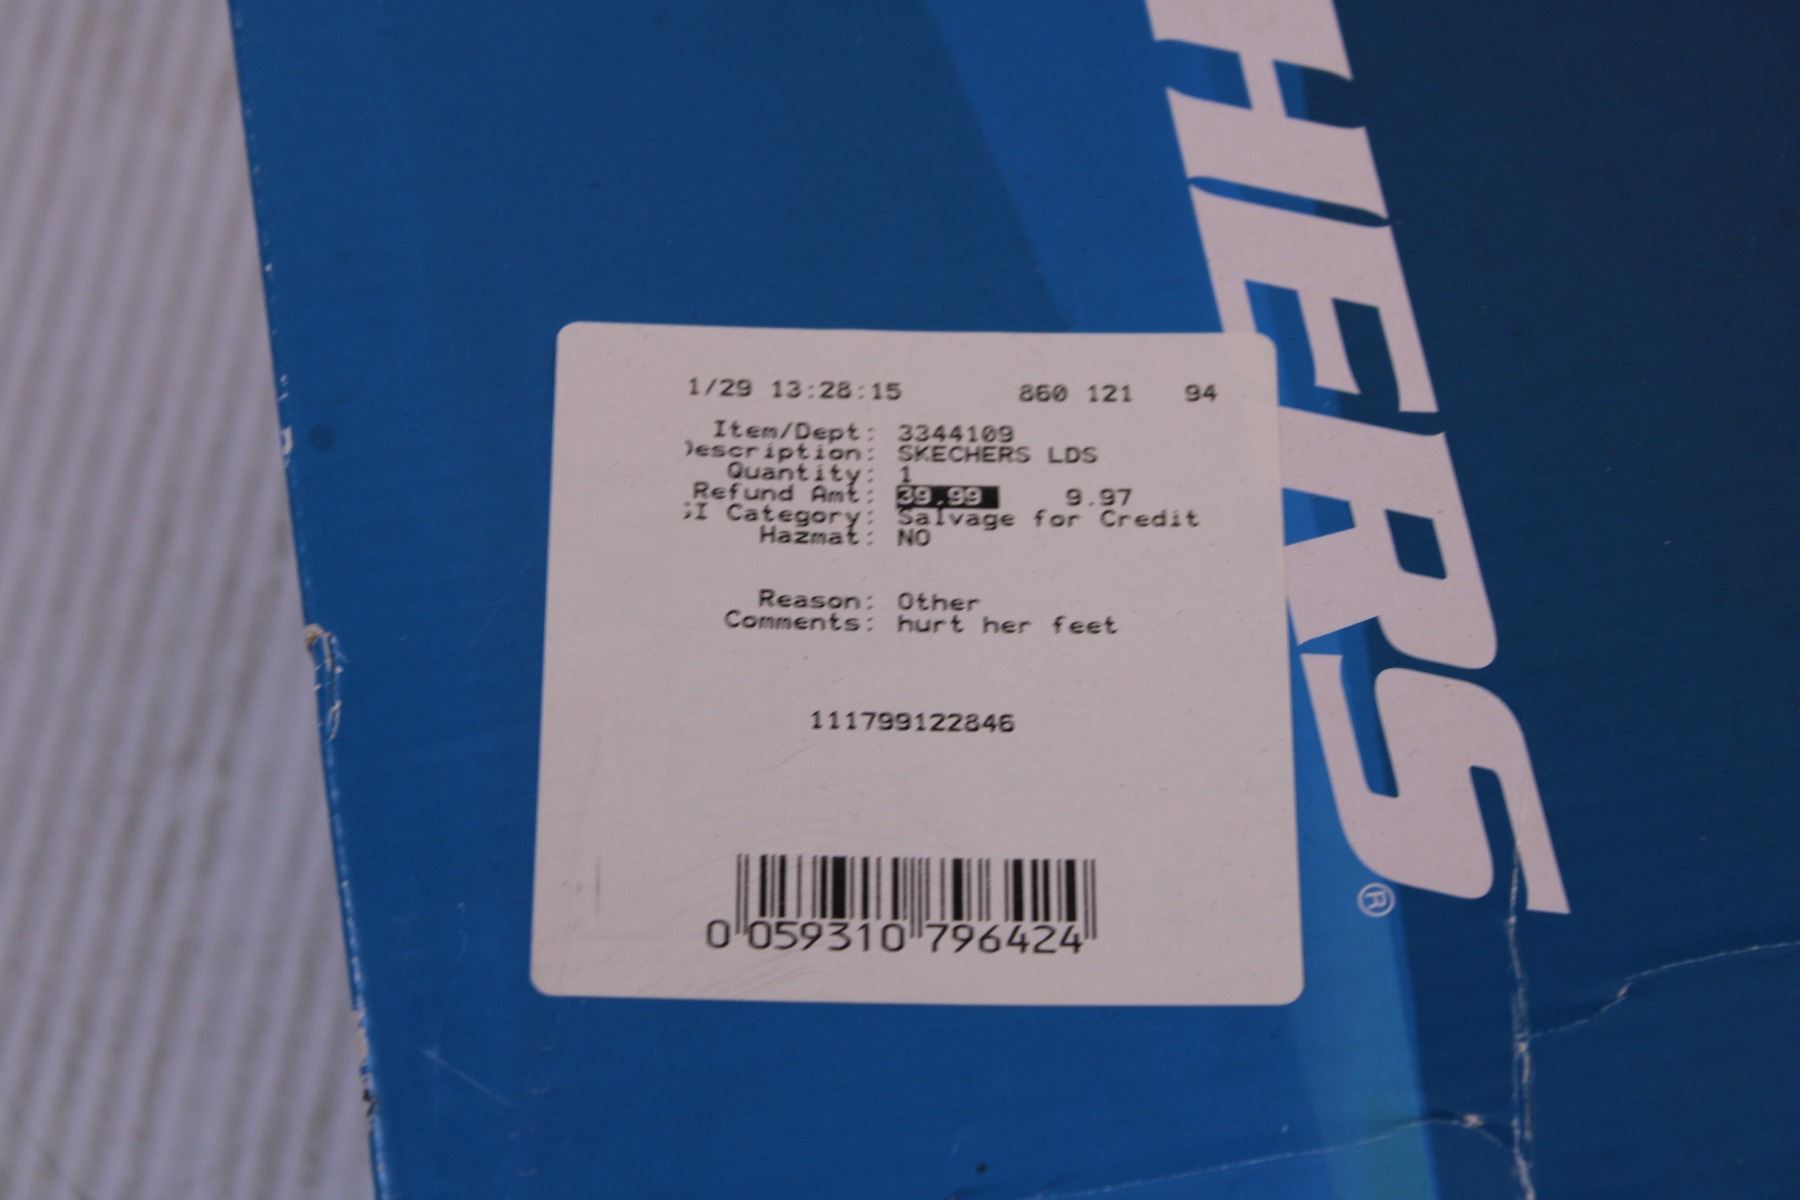 HERS®
1/29 13:28:15 860 121 94
Item/Dept: 3344109
Description: SKECHERS LDS
Quantity: 1
Refund Amt: 39.99 9.97
I Category: Salvage for Credit
Hazmat: NO
Reason: Other
Comments: hurt her feet
111799122846
0 059310 796424